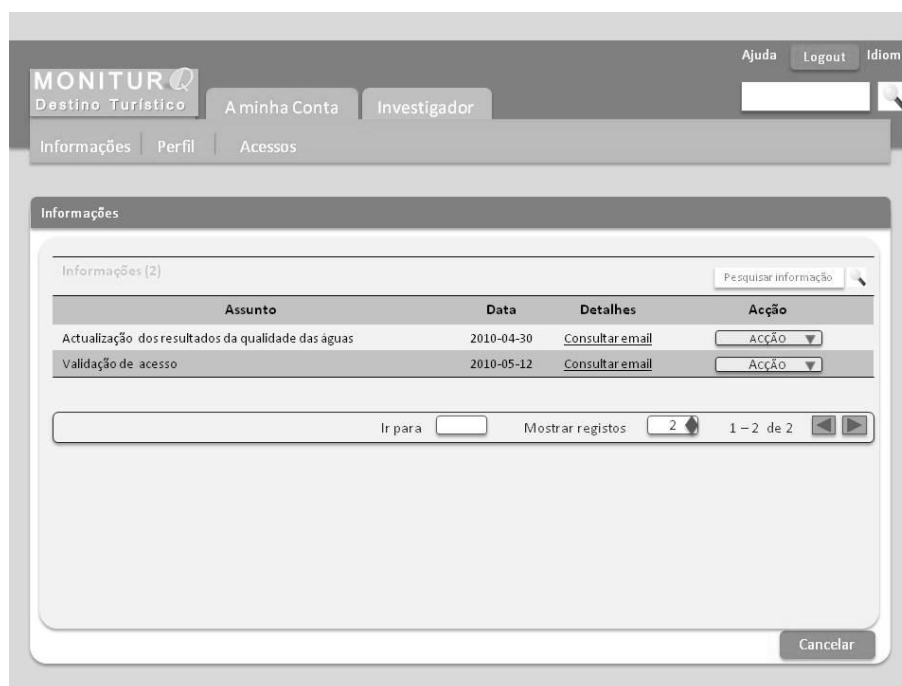 Ajuda Logout Idiom
MONITUR Q
Destino Turístico
A minha Conta Investigador
Informações Perfil Acessos
Informações
Informações (2) Pesquisar informação
Assunto Data Detalhes Acção
Actualização dos resultados da qualidade das águas 2010-04-30 Consultar email ACÇÃO
Validação de acesso 2010-05-12 Consultar email ACÇÃO
Ir para Mostrar registos 2 1 – 2 de 2
Cancelar